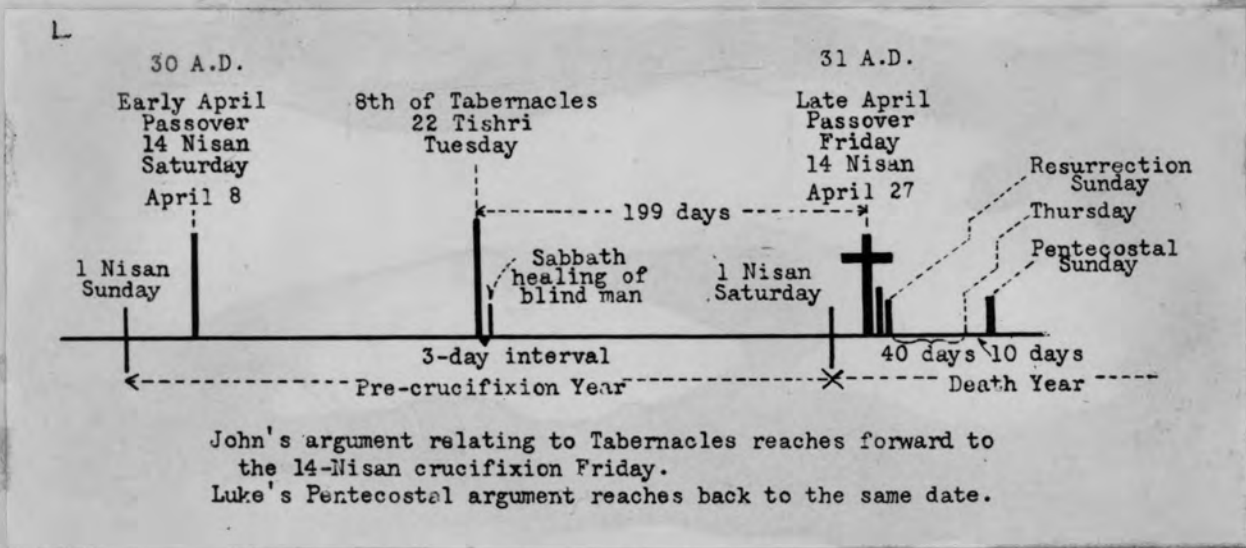 L
30 A.D.
Early April
Passover
14 Nisan
Saturday
April 8
8th of Tabernacles
22 Tishri
Tuesday
31 A.D.
Late April
Passover
Friday
14 Nisan
April 27
Resurrection
Sunday
Thursday
Pentecostal
Sunday
199 days
1 Nisan
Sunday
Sabbath
healing of
blind man
1 Nisan
Saturday
3-day interval
40 days
10 days
Pre-crucifixion Year
Death Year
John's argument relating to Tabernacles reaches forward to
the 14-Nisan crucifixion Friday.
Luke's Pentecostal argument reaches back to the same date.